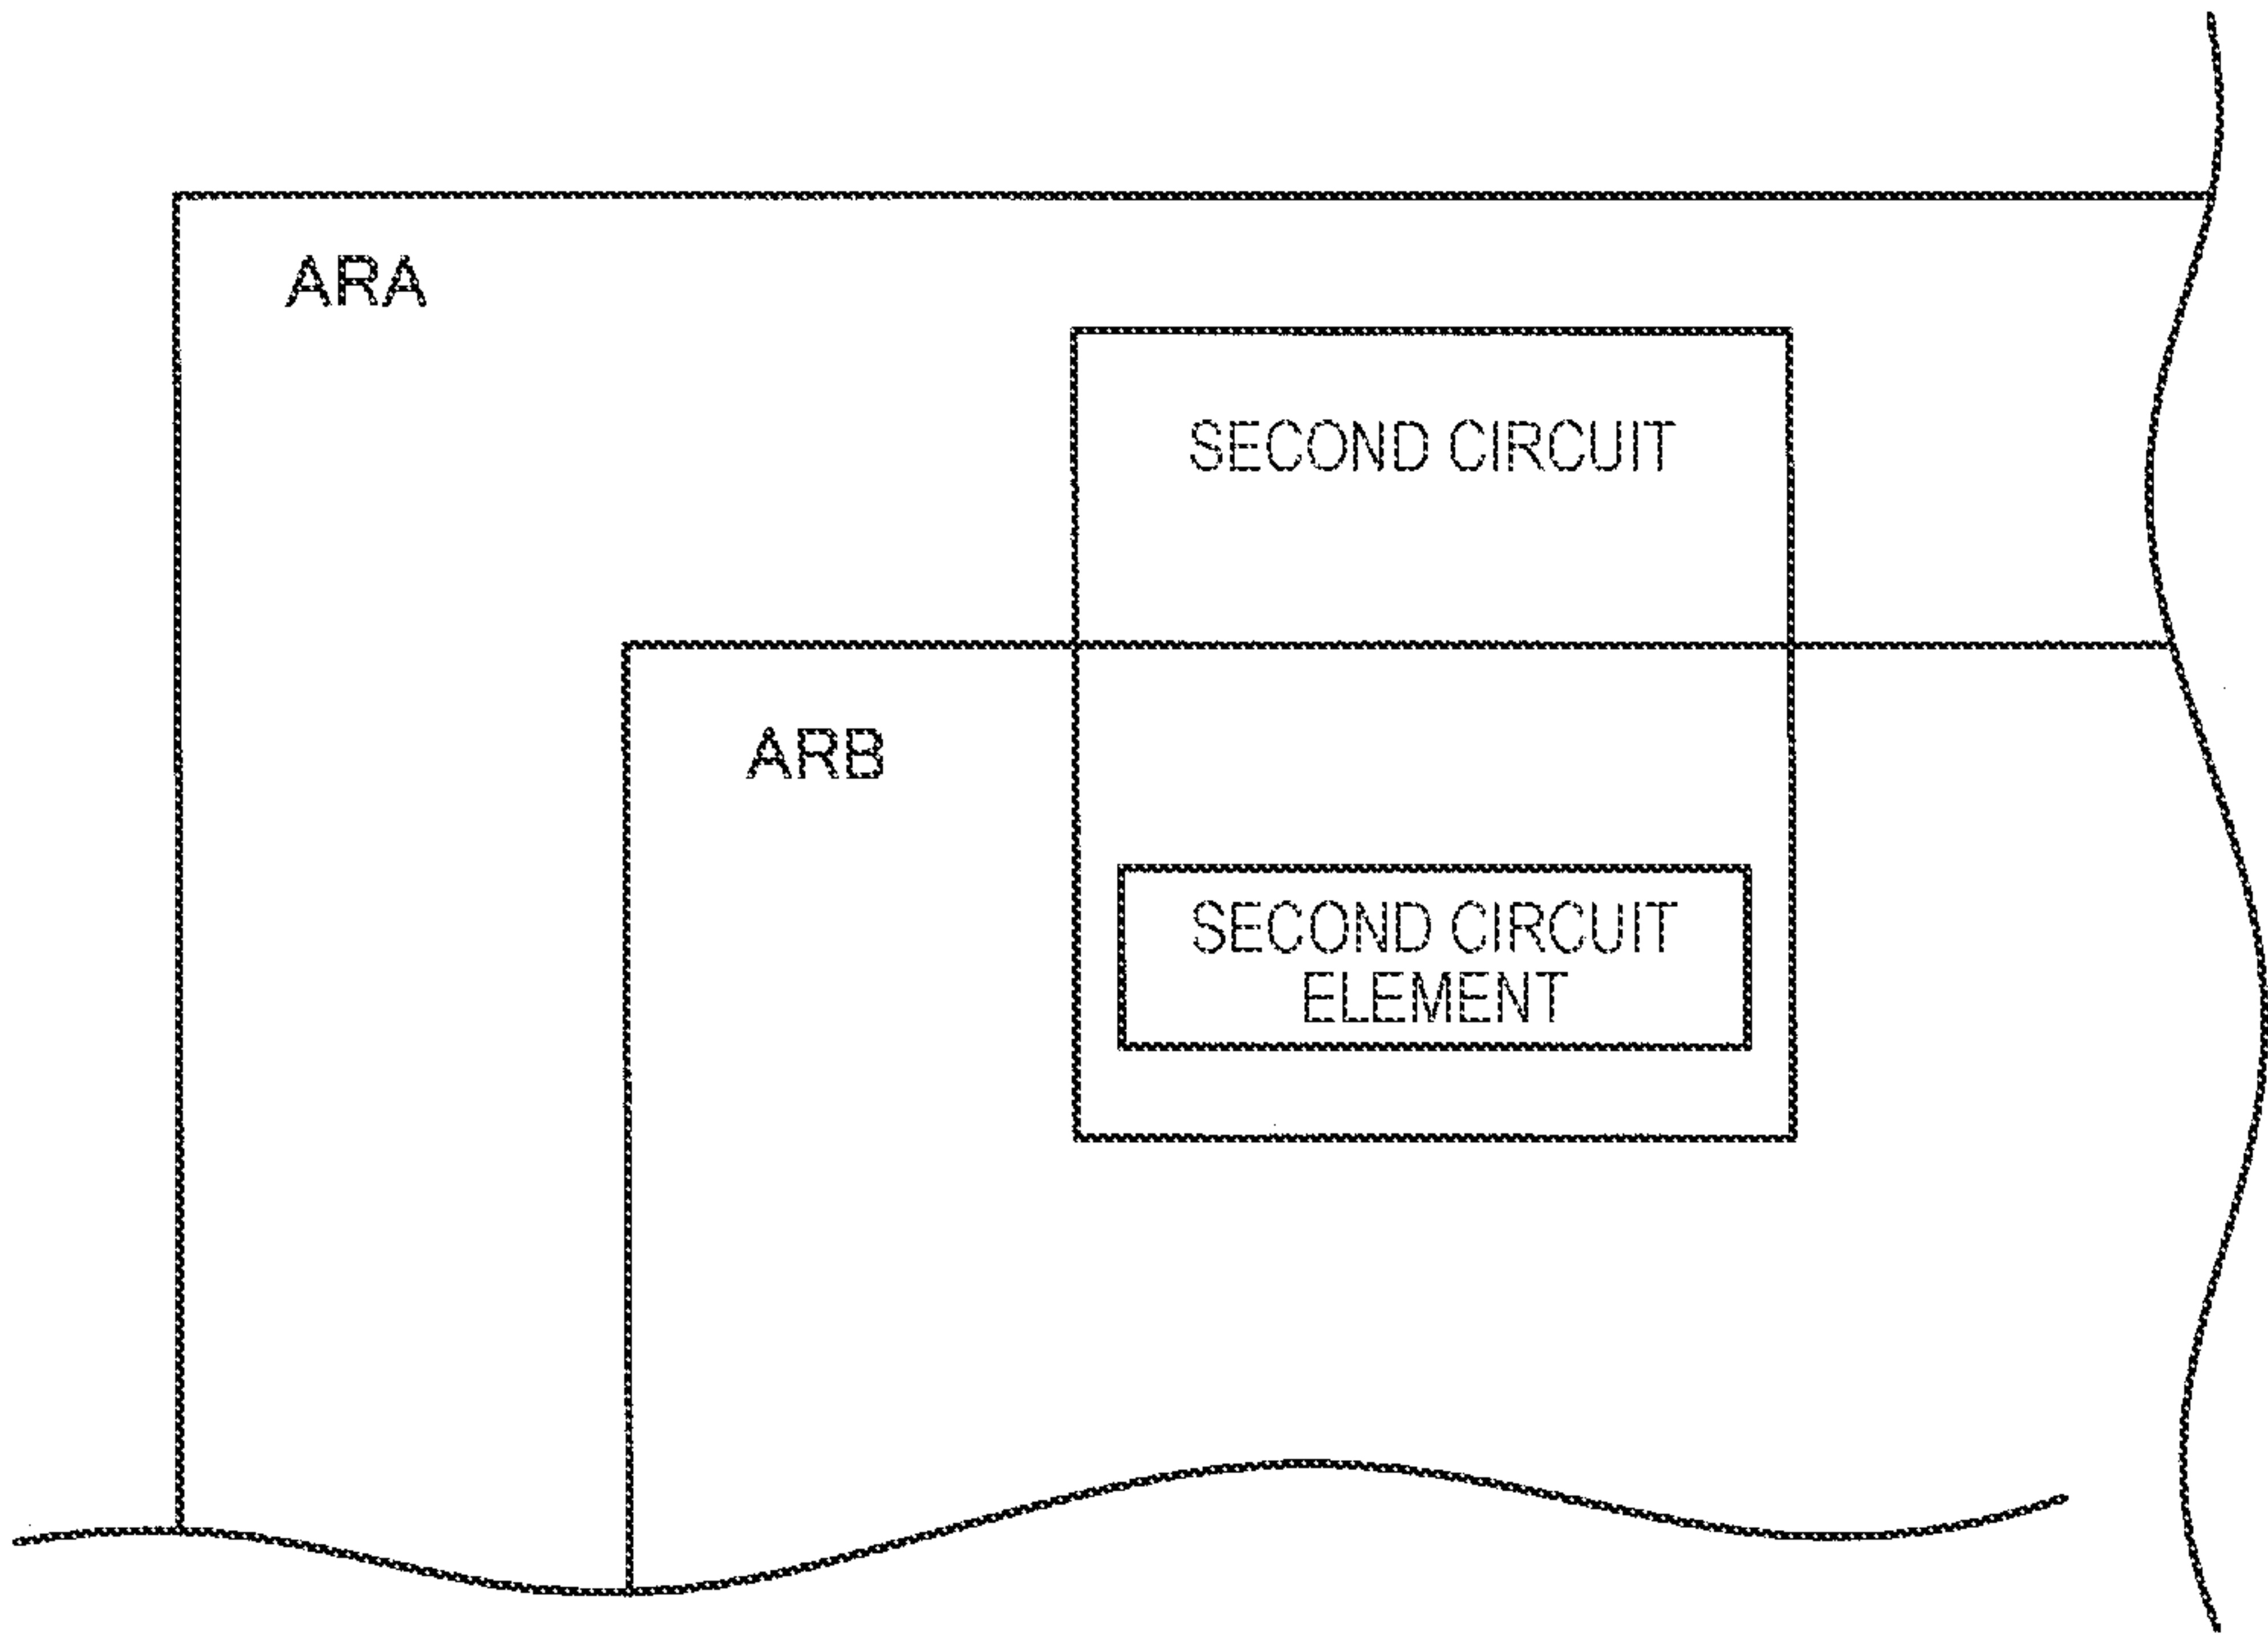 ARA
SECOND CIRCUIT
ARB
SECOND CIRCUIT
ELEMENT